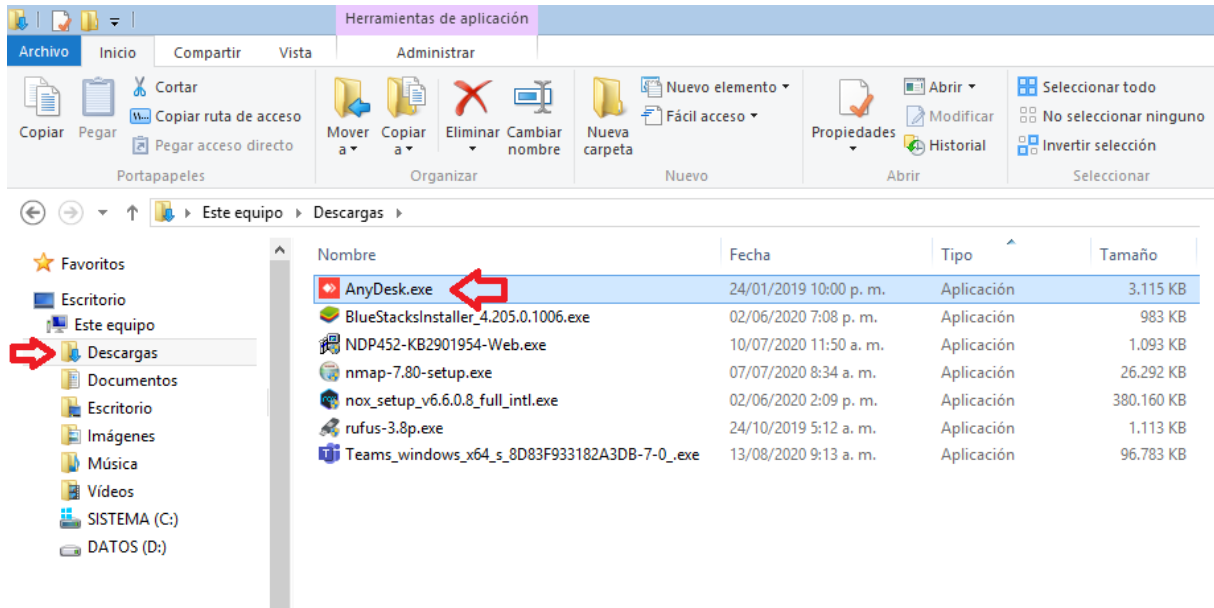 Herramientas de aplicación
Archivo Inicio Compartir Vista Administrar
Copiar
Pegar
Cortar
Copiar ruta de acceso
Pegar acceso directo
Portapapeles
Mover a
Copiar a
Eliminar
Cambiar nombre
Organizar
Nueva carpeta
Nuevo elemento
Fácil acceso
Nuevo
Propiedades
Abrir
Modificar
Historial
Abrir
Seleccionar todo
No seleccionar ninguno
Invertir selección
Seleccionar
Este equipo Descargas
Favoritos
Escritorio
Este equipo
Descargas
Documentos
Escritorio
Imágenes
Música
Vídeos
SISTEMA (C:)
DATOS (D:)
Nombre Fecha Tipo Tamaño
AnyDesk.exe 24/01/2019 10:00 p. m. Aplicación 3.115 KB
BlueStacksInstaller_4.205.0.1006.exe 02/06/2020 7:08 p. m. Aplicación 983 KB
NDP452-KB2901954-Web.exe 10/07/2020 11:50 a. m. Aplicación 1.093 KB
nmap-7.80-setup.exe 07/07/2020 8:34 a. m. Aplicación 26.292 KB
nox_setup_v6.6.0.8_full_intl.exe 02/06/2020 2:09 p. m. Aplicación 380.160 KB
rufus-3.8p.exe 24/10/2019 5:12 a. m. Aplicación 1.113 KB
Teams_windows_x64_s_8D83F933182A3DB-7-0_.exe 13/08/2020 9:13 a. m. Aplicación 96.783 KB